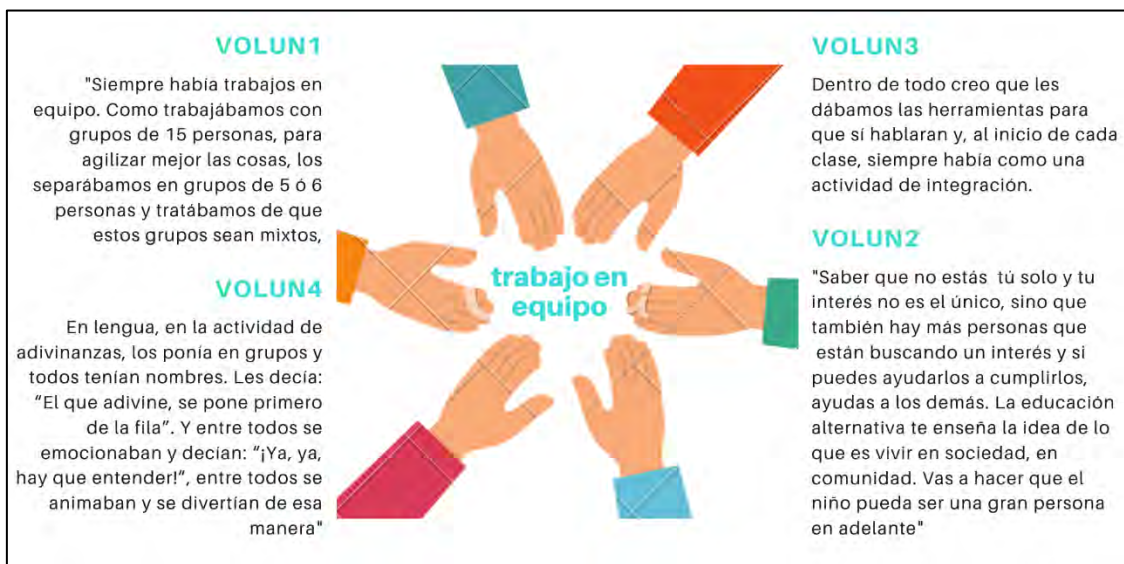 VOLUN1
"Siempre había trabajos en
equipo. Como trabajábamos con
grupos de 15 personas, para
agilizar mejor las cosas, los
separábamos en grupos de 5 ó 6
personas y tratábamos de que
estos grupos sean mixtos,
VOLUN4
En lengua, en la actividad de
adivinanzas, los ponía en grupos y
todos tenían nombres. Les decía:
“El que adivine, se pone primero
de la fila”. Y entre todos se
emocionaban y decían: “¡Ya, ya,
hay que entender!”, entre todos se
animaban y se divertían de esa
manera"
trabajo en
equipo
VOLUN3
Dentro de todo creo que les
dábamos las herramientas para
que sí hablaran y, al inicio de cada
clase, siempre había como una
actividad de integración.
VOLUN2
"Saber que no estás tú solo y tu
interés no es el único, sino que
también hay más personas que
están buscando un interés y si
puedes ayudarlos a cumplirlos,
ayudas a los demás. La educación
alternativa te enseña la idea de lo
que es vivir en sociedad, en
comunidad. Vas a hacer que el
niño pueda ser una gran persona
en adelante"